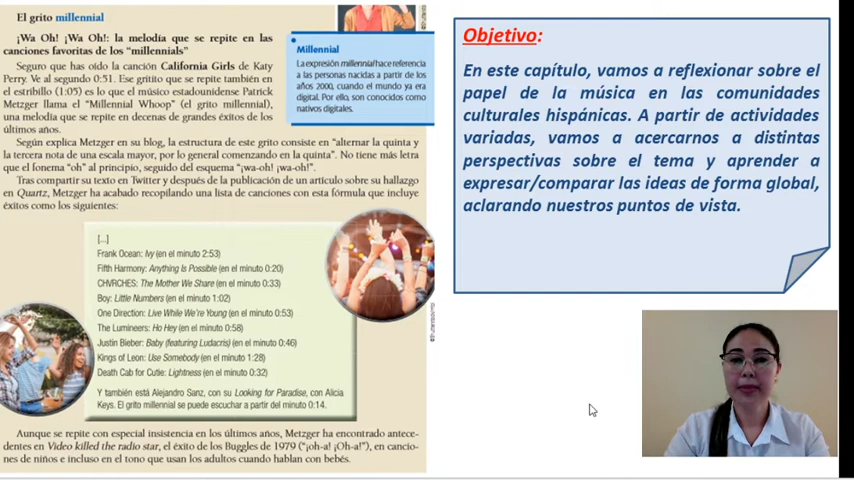 El grito millennial
¡Wa Oh! ¡Wa Oh!: la melodía que se repite en las
canciones favoritas de los “millennials”
Seguro que has oído la canción California Girls de Katy
Perry. Ve al segundo 0:51. Ese gritito que se repite también en
el estribillo (1:05) es lo que el músico estadounidense Patrick
Metzger llama el “Millennial Whoop” (el grito millennial),
una melodía que se repite en decenas de grandes éxitos de los
últimos años.
Millennial
La expresión millennial hace referencia
a las personas nacidas a partir de los
años 2000, cuando el mundo ya era
digital. Por ello, son conocidos como
nativos digitales.
Según explica Metzger en su blog, la estructura de este grito consiste en “alternar la quinta y
la tercera nota de una escala mayor, por lo general comenzando en la quinta”. No tiene más letra
que el fonema “oh” al principio, seguido del esquema “¡wa-oh! ¡wa-oh!”.
Tras compartir su texto en Twitter y después de la publicación de un artículo sobre su hallazgo
en Quartz, Metzger ha acabado recopilando una lista de canciones con esta fórmula que incluye
éxitos como los siguientes:
[...]
Frank Ocean: Ivy (en el minuto 2:53)
Fifth Harmony: Anything Is Possible (en el minuto 0:20)
CHVRCHES: The Mother We Share (en el minuto 0:33)
Boy: Little Numbers (en el minuto 1:02)
One Direction: Live While We're Young (en el minuto 0:53)
The Lumineers: Ho Hey (en el minuto 0:58)
Justin Bieber: Baby (featuring Ludacris) (en el minuto 0:46)
Kings of Leon: Use Somebody (en el minuto 1:28)
Death Cab for Cutie: Lightness (en el minuto 0:32)
Y también está Alejandro Sanz, con su Looking for Paradise, con Alicia
Keys. El grito millennial se puede escuchar a partir del minuto 0:14.
Aunque se repite con especial insistencia en los últimos años, Metzger ha encontrado antece-
dentes en Video killed the radio star, el éxito de los Buggles de 1979 (“¡oh-a! ¡Oh-a!”), en cancio-
nes de niños e incluso en el tono que usan los adultos cuando hablan con bebés.
Objetivo:
En este capítulo, vamos a reflexionar sobre el
papel de la música en las comunidades
culturales hispánicas. A partir de actividades
variadas, vamos a acercarnos a distintas
perspectivas sobre el tema y aprender a
expresar/comparar las ideas de forma global,
aclarando nuestros puntos de vista.